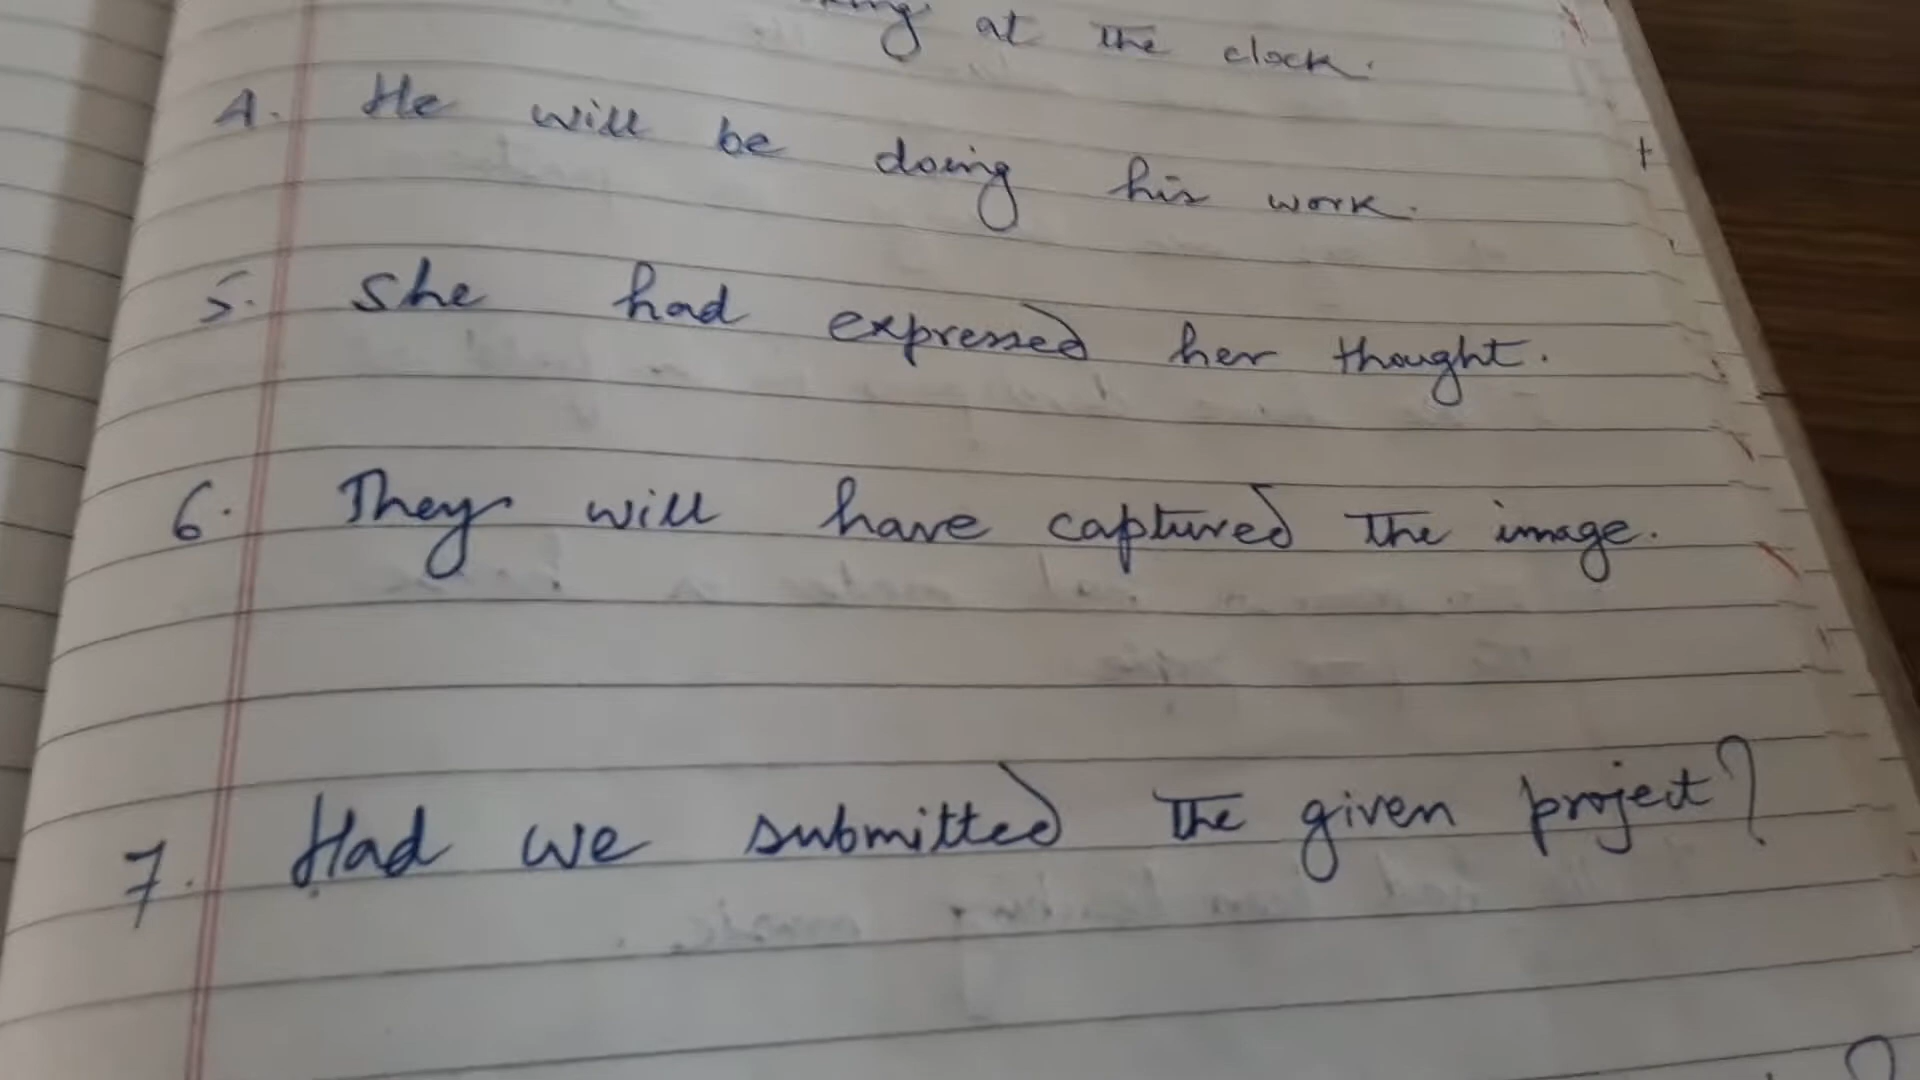 at the clock.
4. He will be doing his work.
5. She had expressed her thought.
6. They will have captured the image.
7. Had we submitted the given project?